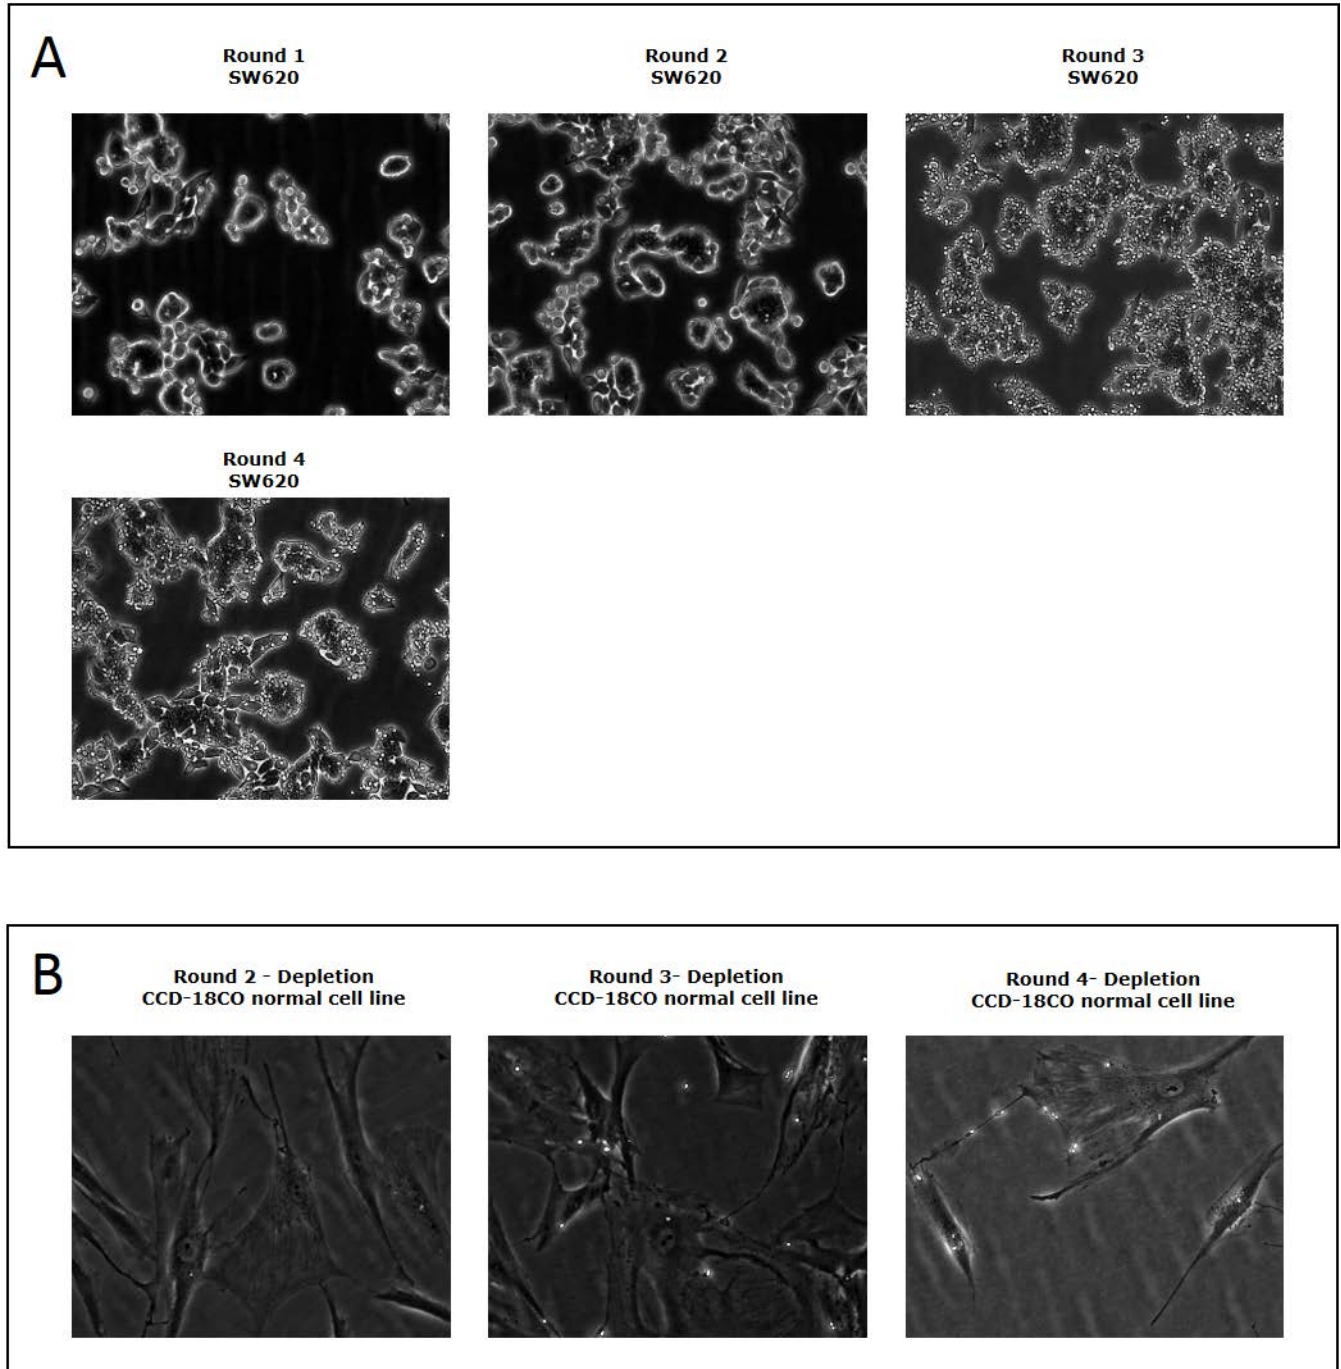 A
Round 1
SW620
Round 2
SW620
Round 3
SW620
Round 4
SW620
B
Round 2 - Depletion
CCD-18CO normal cell line
Round 3- Depletion
CCD-18CO normal cell line
Round 4- Depletion
CCD-18CO normal cell line